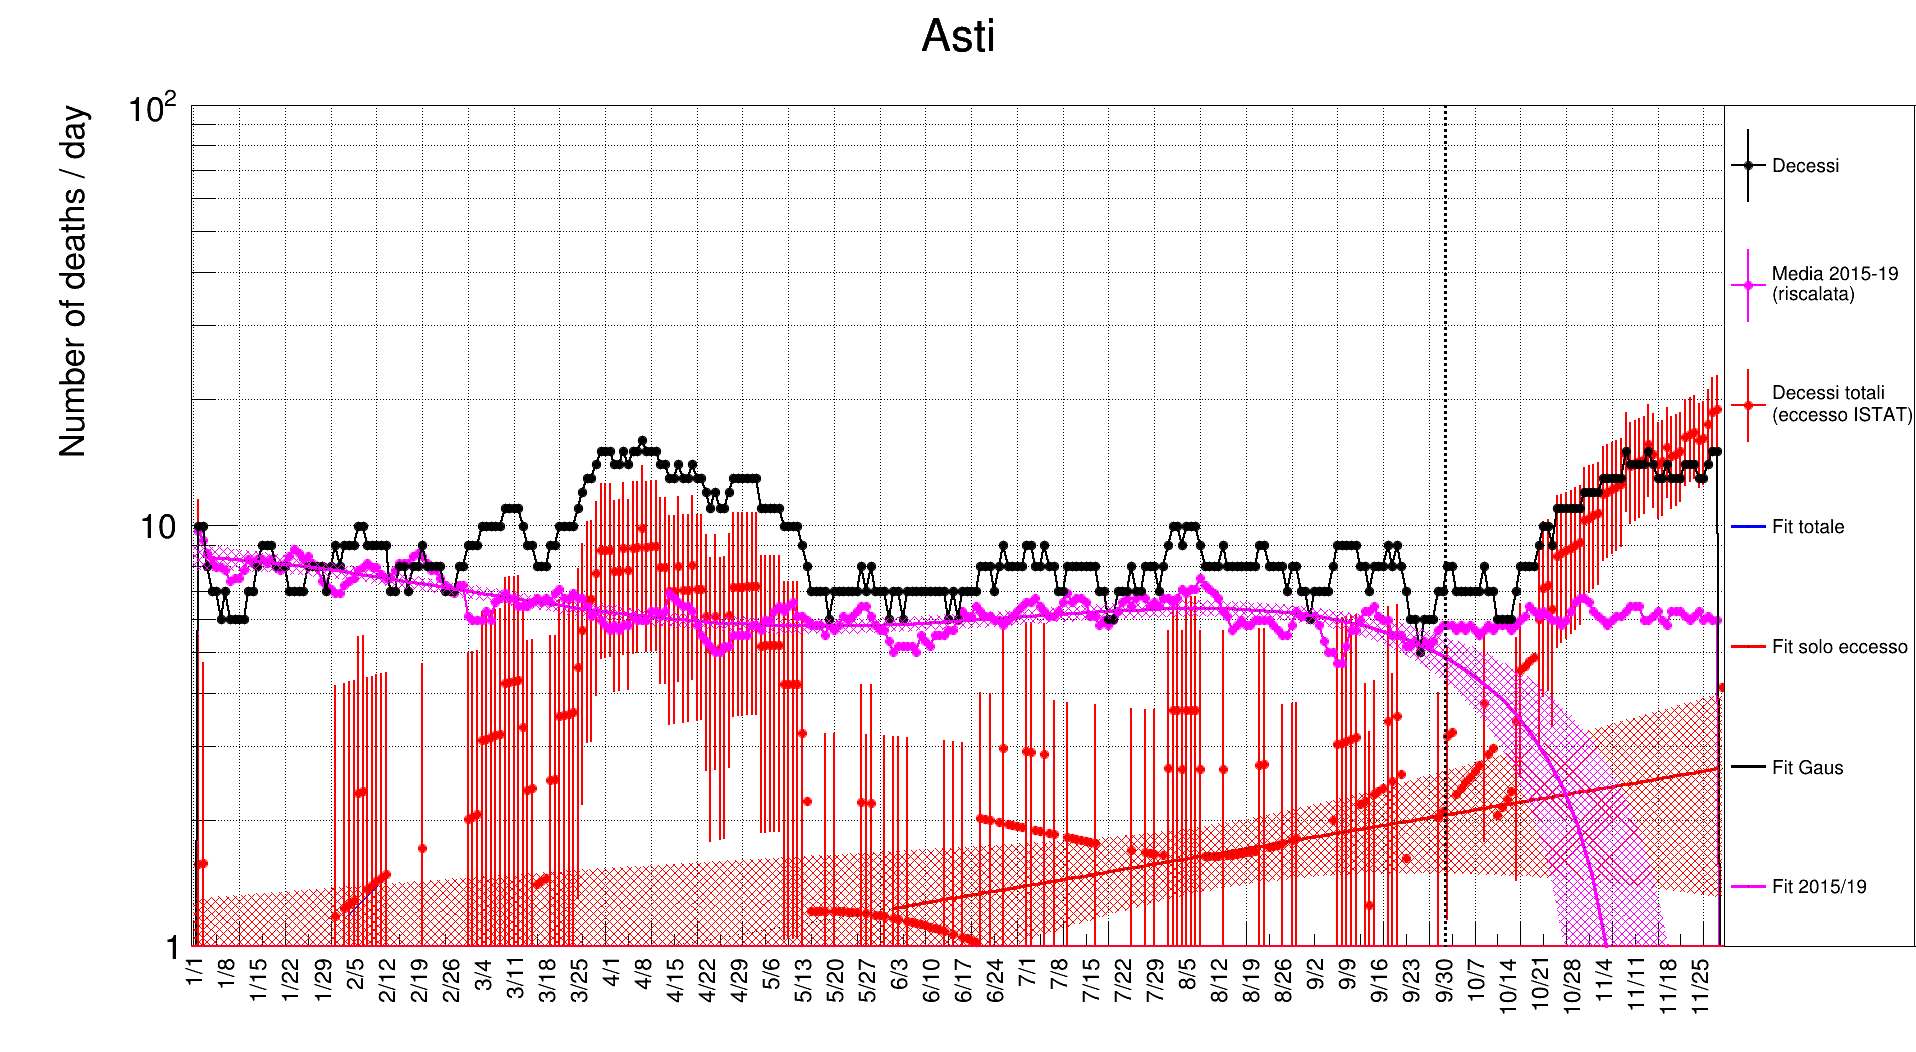 Asti
Number of deaths / day
10²
10
1
1/1 1/8 1/15 1/22 1/29 2/5 2/12 2/19 2/26 3/4 3/11 3/18 3/25 4/1 4/8 4/15 4/22 4/29 5/6 5/13 5/20 5/27 6/3 6/10 6/17 6/24 7/1 7/8 7/15 7/22 7/29 8/5 8/12 8/19 8/26 9/2 9/9 9/16 9/23 9/30 10/7 10/14 10/21 10/28 11/4 11/11 11/18 11/25
Decessi
Media 2015-19
(riscalata)
Decessi totali
(eccesso ISTAT)
Fit totale
Fit solo eccesso
Fit Gaus
Fit 2015/19